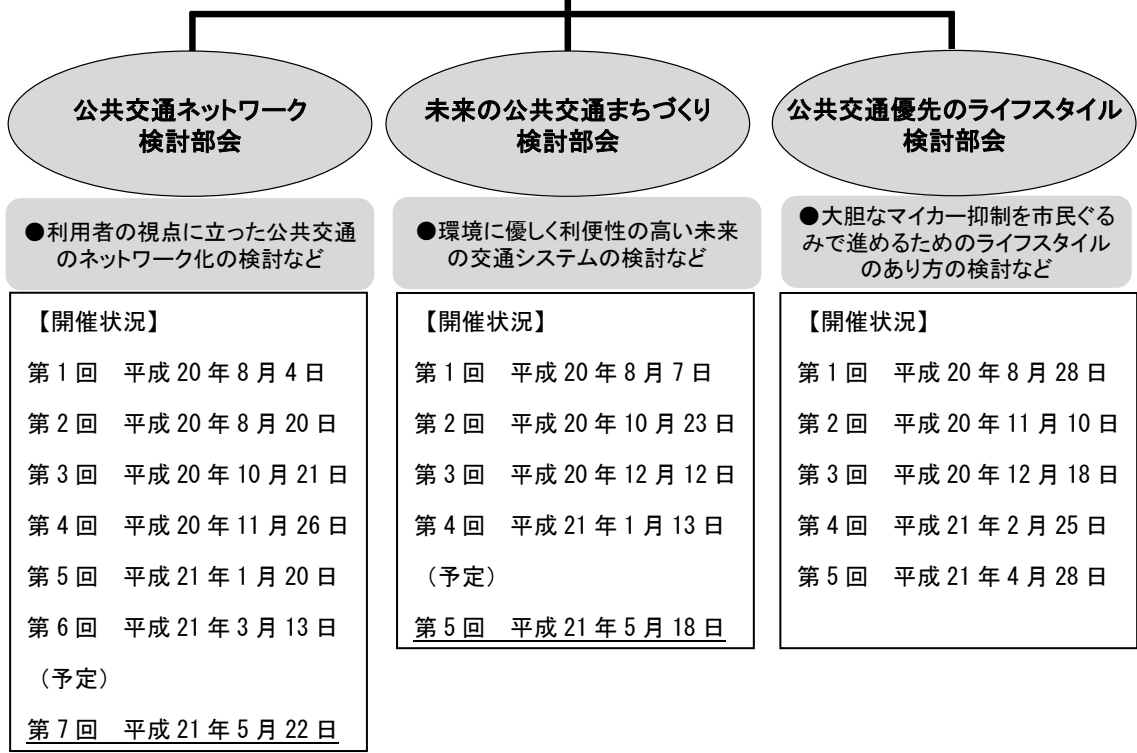 公共交通ネットワーク
検討部会
●利用者の視点に立った公共交通
のネットワーク化の検討など
【開催状況】
第1回 平成20年8月4日
第2回 平成20年8月20日
第3回 平成20年10月21日
第4回 平成20年11月26日
第5回 平成21年1月20日
第6回 平成21年3月13日
（予定）
第7回 平成21年5月22日
未来の公共交通まちづくり
検討部会
●環境に優しく利便性の高い未来
の交通システムの検討など
【開催状況】
第1回 平成20年8月7日
第2回 平成20年10月23日
第3回 平成20年12月12日
第4回 平成21年1月13日
（予定）
第5回 平成21年5月18日
公共交通優先のライフスタイル
検討部会
●大胆なマイカー抑制を市民ぐる
みで進めるためのライフスタイル
のあり方の検討など
【開催状況】
第1回 平成20年8月28日
第2回 平成20年11月10日
第3回 平成20年12月18日
第4回 平成21年2月25日
第5回 平成21年4月28日